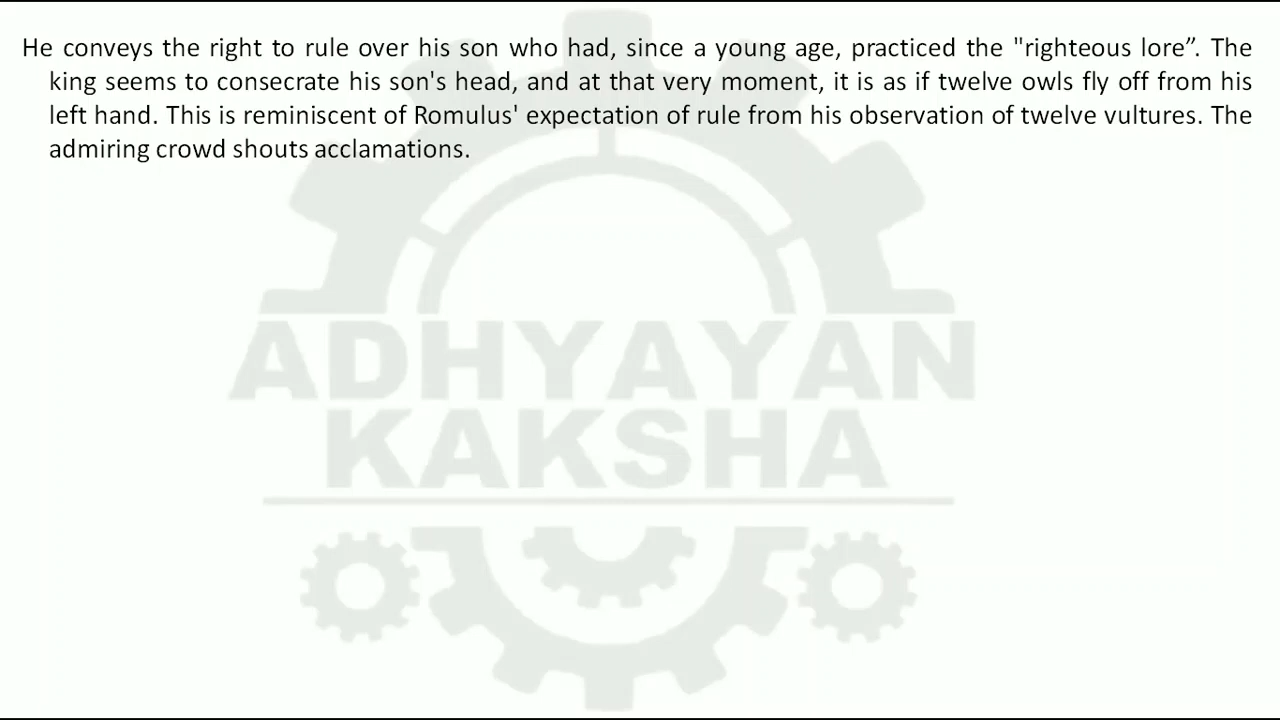 He conveys the right to rule over his son who had, since a young age, practiced the "righteous lore”. The
king seems to consecrate his son's head, and at that very moment, it is as if twelve owls fly off from his
left hand. This is reminiscent of Romulus' expectation of rule from his observation of twelve vultures. The
admiring crowd shouts acclamations.
ADHYAYAN
KAKSHA